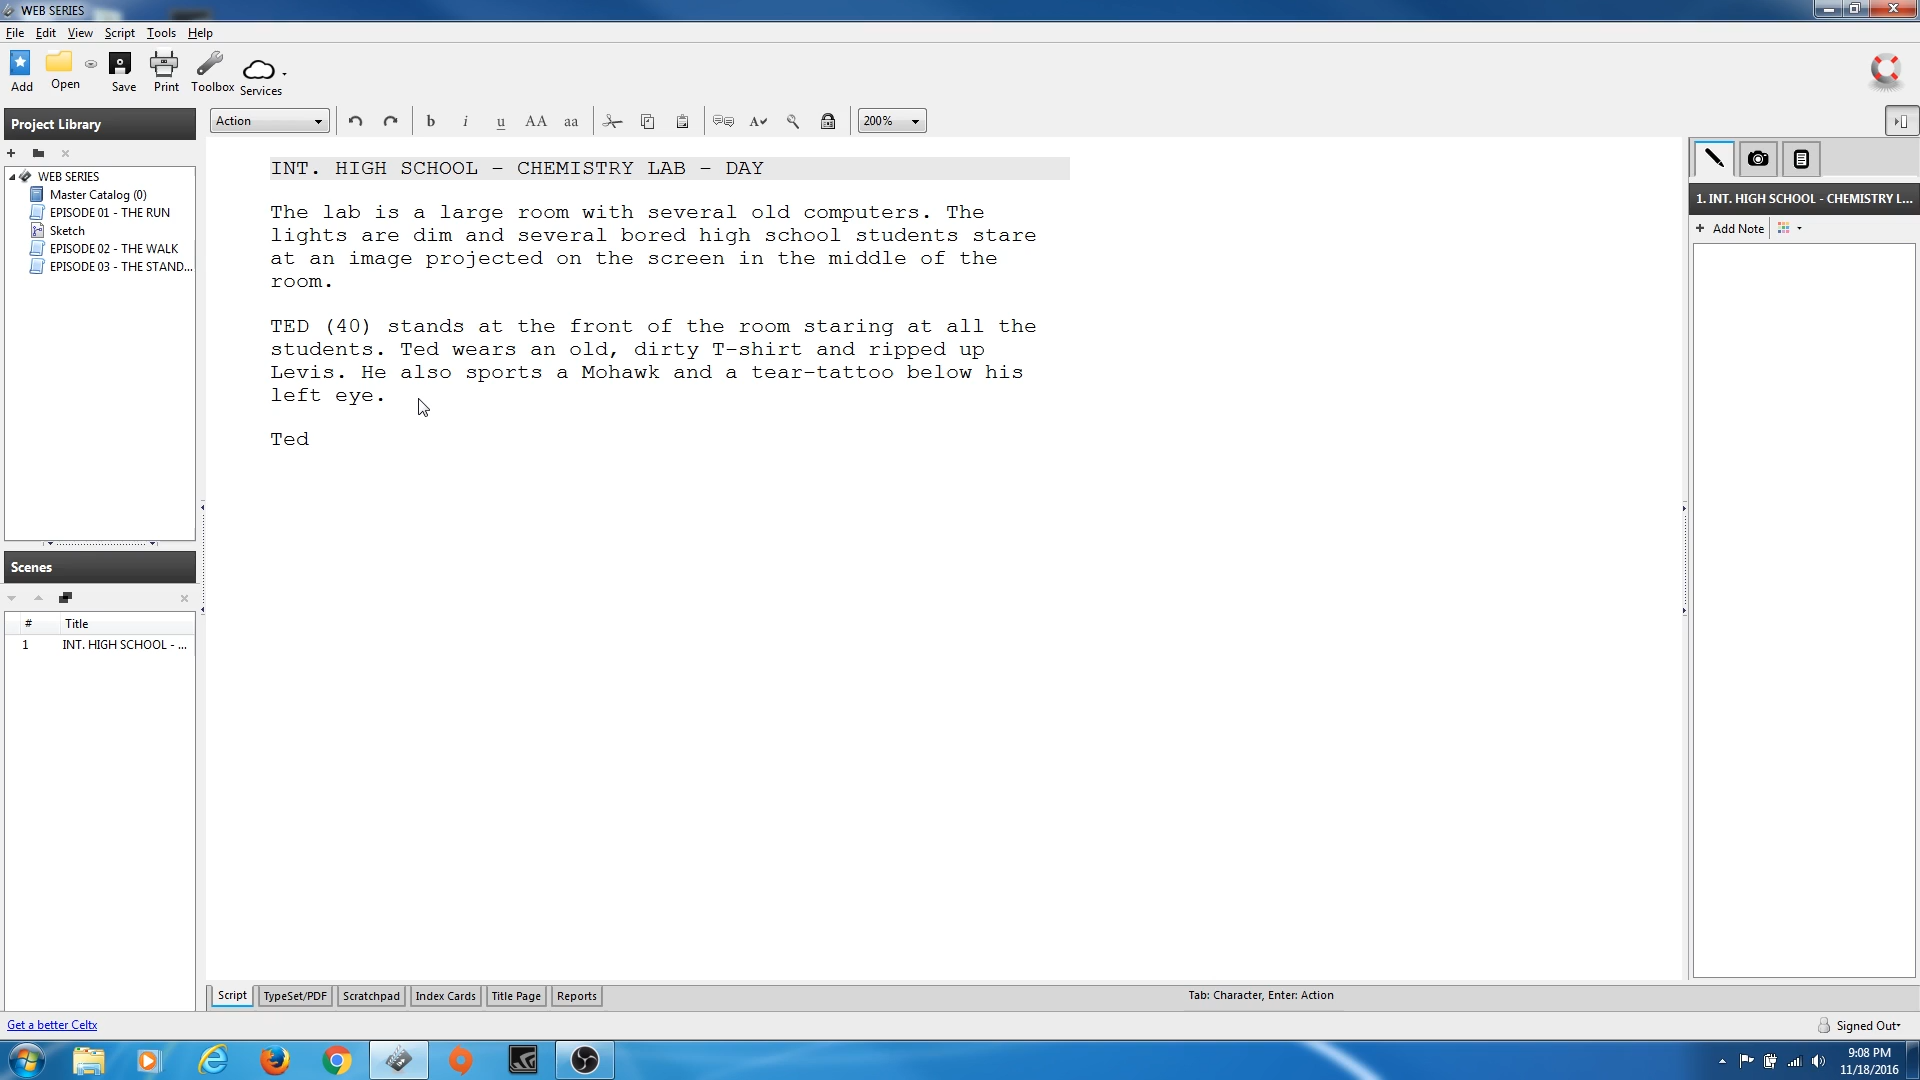 WEB SERIES
File Edit View Script Tools Help
Add Open Save Print Toolbox Services
Project Library
Action
b i u AA aa
200%
WEB SERIES
Master Catalog (0)
EPISODE 01 - THE RUN
Sketch
EPISODE 02 - THE WALK
EPISODE 03 - THE STAND...
INT. HIGH SCHOOL - CHEMISTRY LAB - DAY
The lab is a large room with several old computers. The
lights are dim and several bored high school students stare
at an image projected on the screen in the middle of the
room.
TED (40) stands at the front of the room staring at all the
students. Ted wears an old, dirty T-shirt and ripped up
Levis. He also sports a Mohawk and a tear-tattoo below his
left eye.
Ted
1. INT. HIGH SCHOOL - CHEMISTRY L...
+ Add Note
Scenes
# Title
1 INT. HIGH SCHOOL - ...
Script TypeSet/PDF Scratchpad Index Cards Title Page Reports
Tab: Character, Enter: Action
Get a better Celtx
Signed Out
9:08 PM
11/18/2016